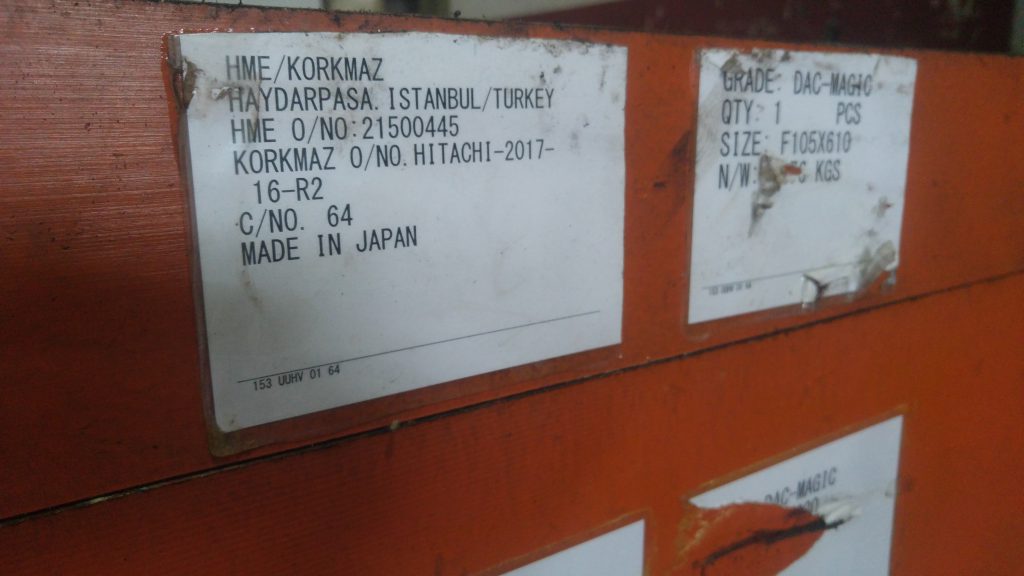 HME/KORKMAZ
HAYDARPASA. ISTANBUL/TURKEY
HME O/NO:21500445
KORKMAZ O/NO. HITACHI-2017-
16-R2
C/NO. 64
MADE IN JAPAN
153 UUHV 01 64
GRADE: DAC-MAGIC
QTY: 1 PCS
SIZE: F105X610
N/W: KGS
DAC-MAGIC